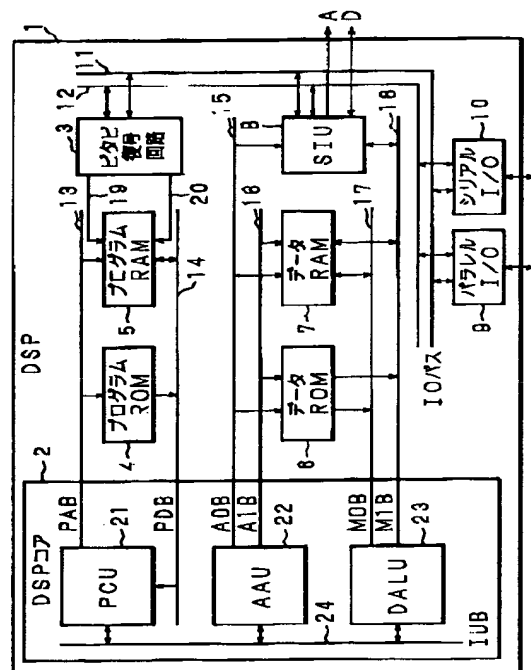 DSP
1
11
12
3
ビタビ
復号
回路
A
D
15
B
SIU
18
13
19
20
プログラム
RAM
5
14
16
データ
RAM
7
17
10
シリアル
I/O
パラレル
I/O
9
IOバス
プログラム
ROM
4
データ
ROM
6
2
DSPコア
PAB
PDB
A0B
A1B
M0B
M1B
21
PCU
22
AAU
23
DALU
24
IUB